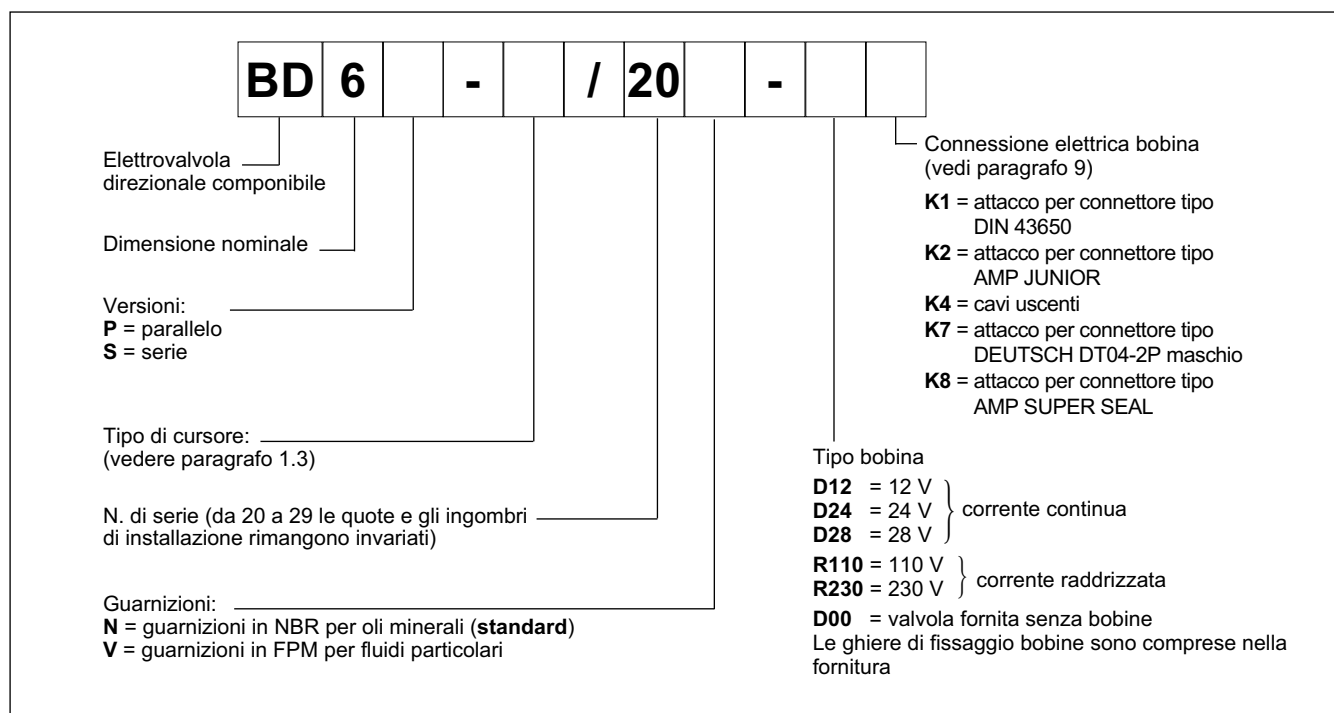 BD 6 - / 20 -
Elettrovalvola
direzionale componibile
Dimensione nominale
Versioni:
P = parallelo
S = serie
Tipo di cursore:
(vedere paragrafo 1.3)
N. di serie (da 20 a 29 le quote e gli ingombri
di installazione rimangono invariati)
Guarnizioni:
N = guarnizioni in NBR per oli minerali (standard)
V = guarnizioni in FPM per fluidi particolari
Connessione elettrica bobina
(vedi paragrafo 9)
K1 = attacco per connettore tipo
DIN 43650
K2 = attacco per connettore tipo
AMP JUNIOR
K4 = cavi uscenti
K7 = attacco per connettore tipo
DEUTSCH DT04-2P maschio
K8 = attacco per connettore tipo
AMP SUPER SEAL
Tipo bobina
D12 = 12 V
D24 = 24 V
D28 = 28 V
corrente continua
R110 = 110 V
R230 = 230 V
corrente raddrizzata
D00 = valvola fornita senza bobine
Le ghiere di fissaggio bobine sono comprese nella
fornitura